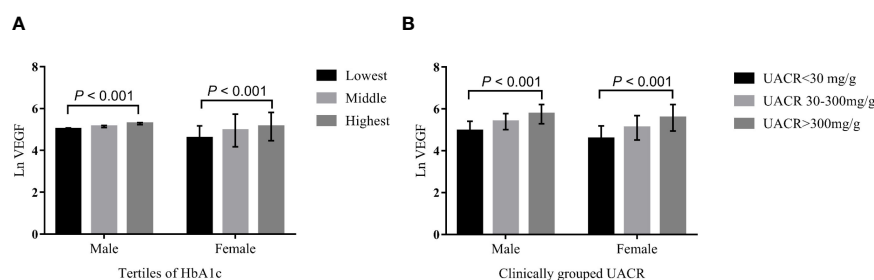 A
P < 0.001
P < 0.001
Lowest
Middle
Highest
Ln VEGF
8
6
4
2
0
Male
Female
Tertiles of HbA1c
B
P < 0.001
P < 0.001
UACR<30 mg/g
UACR 30-300mg/g
UACR>300mg/g
Ln VEGF
8
6
4
2
0
Male
Female
Clinically grouped UACR